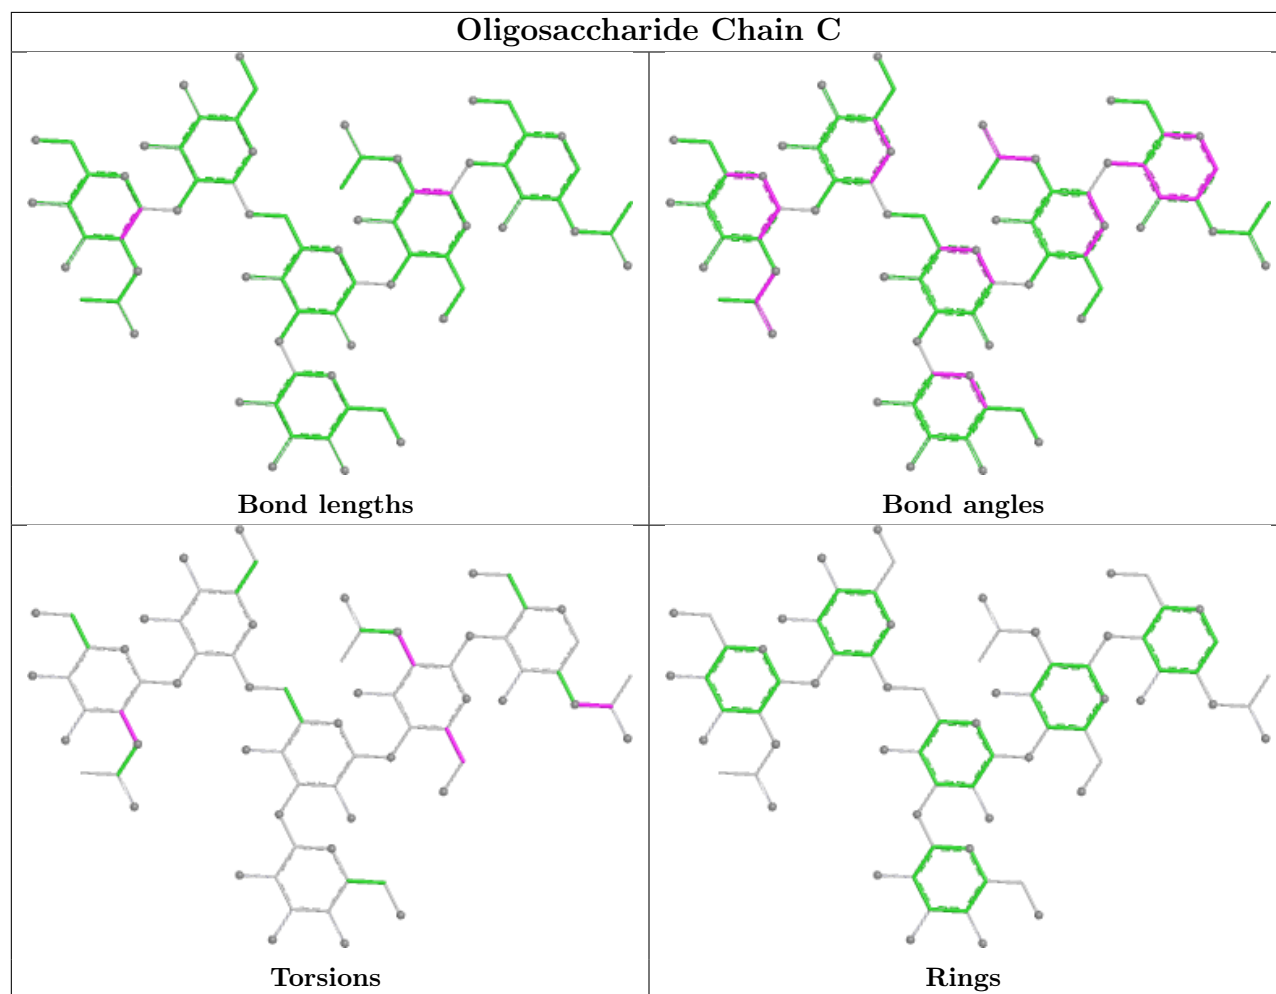 Oligosaccharide Chain C
Bond lengths
Bond angles
Torsions
Rings